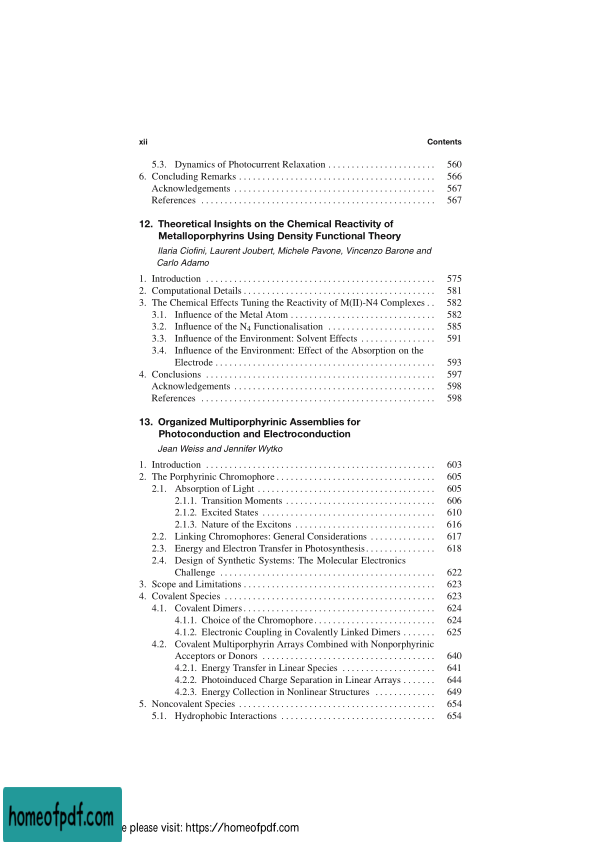 xii Contents
5.3. Dynamics of Photocurrent Relaxation . . . . . . . . . . . . . . . . . . . . . . . 560
6. Concluding Remarks . . . . . . . . . . . . . . . . . . . . . . . . . . . . . . . . . . . . . . . . . . 566
Acknowledgements . . . . . . . . . . . . . . . . . . . . . . . . . . . . . . . . . . . . . . . . . . . 567
References . . . . . . . . . . . . . . . . . . . . . . . . . . . . . . . . . . . . . . . . . . . . . . . . . . 567
12. Theoretical Insights on the Chemical Reactivity of
Metalloporphyrins Using Density Functional Theory
Ilaria Ciofini, Laurent Joubert, Michele Pavone, Vincenzo Barone and
Carlo Adamo
1. Introduction . . . . . . . . . . . . . . . . . . . . . . . . . . . . . . . . . . . . . . . . . . . . . . . . . 575
2. Computational Details . . . . . . . . . . . . . . . . . . . . . . . . . . . . . . . . . . . . . . . . . 581
3. The Chemical Effects Tuning the Reactivity of M(II)-N4 Complexes . . 582
3.1. Influence of the Metal Atom . . . . . . . . . . . . . . . . . . . . . . . . . . . . . . . 582
3.2. Influence of the N4 Functionalisation . . . . . . . . . . . . . . . . . . . . . . . 585
3.3. Influence of the Environment: Solvent Effects . . . . . . . . . . . . . . . . 591
3.4. Influence of the Environment: Effect of the Absorption on the
Electrode . . . . . . . . . . . . . . . . . . . . . . . . . . . . . . . . . . . . . . . . . . . . . . . 593
4. Conclusions . . . . . . . . . . . . . . . . . . . . . . . . . . . . . . . . . . . . . . . . . . . . . . . . . 597
Acknowledgements . . . . . . . . . . . . . . . . . . . . . . . . . . . . . . . . . . . . . . . . . . . 598
References . . . . . . . . . . . . . . . . . . . . . . . . . . . . . . . . . . . . . . . . . . . . . . . . . . 598
13. Organized Multiporphyrinic Assemblies for
Photoconduction and Electroconduction
Jean Weiss and Jennifer Wytko
1. Introduction . . . . . . . . . . . . . . . . . . . . . . . . . . . . . . . . . . . . . . . . . . . . . . . . . 603
2. The Porphyrinic Chromophore . . . . . . . . . . . . . . . . . . . . . . . . . . . . . . . . . . 605
2.1. Absorption of Light . . . . . . . . . . . . . . . . . . . . . . . . . . . . . . . . . . . . . . 605
2.1.1. Transition Moments . . . . . . . . . . . . . . . . . . . . . . . . . . . . . . . . 606
2.1.2. Excited States . . . . . . . . . . . . . . . . . . . . . . . . . . . . . . . . . . . . . 610
2.1.3. Nature of the Excitons . . . . . . . . . . . . . . . . . . . . . . . . . . . . . . 616
2.2. Linking Chromophores: General Considerations . . . . . . . . . . . . . . 617
2.3. Energy and Electron Transfer in Photosynthesis . . . . . . . . . . . . . . . 618
2.4. Design of Synthetic Systems: The Molecular Electronics
Challenge . . . . . . . . . . . . . . . . . . . . . . . . . . . . . . . . . . . . . . . . . . . . . . 622
3. Scope and Limitations . . . . . . . . . . . . . . . . . . . . . . . . . . . . . . . . . . . . . . . . . 623
4. Covalent Species . . . . . . . . . . . . . . . . . . . . . . . . . . . . . . . . . . . . . . . . . . . . . 623
4.1. Covalent Dimers . . . . . . . . . . . . . . . . . . . . . . . . . . . . . . . . . . . . . . . . . 624
4.1.1. Choice of the Chromophore . . . . . . . . . . . . . . . . . . . . . . . . . . 624
4.1.2. Electronic Coupling in Covalently Linked Dimers . . . . . . . 625
4.2. Covalent Multiporphyrin Arrays Combined with Nonporphyrinic
Acceptors or Donors . . . . . . . . . . . . . . . . . . . . . . . . . . . . . . . . . . . . . 640
4.2.1. Energy Transfer in Linear Species . . . . . . . . . . . . . . . . . . . . 641
4.2.2. Photoinduced Charge Separation in Linear Arrays . . . . . . . 644
4.2.3. Energy Collection in Nonlinear Structures . . . . . . . . . . . . . 649
5. Noncovalent Species . . . . . . . . . . . . . . . . . . . . . . . . . . . . . . . . . . . . . . . . . . 654
5.1. Hydrophobic Interactions . . . . . . . . . . . . . . . . . . . . . . . . . . . . . . . . . 654
homeofpdf.com
e please visit: https://homeofpdf.com